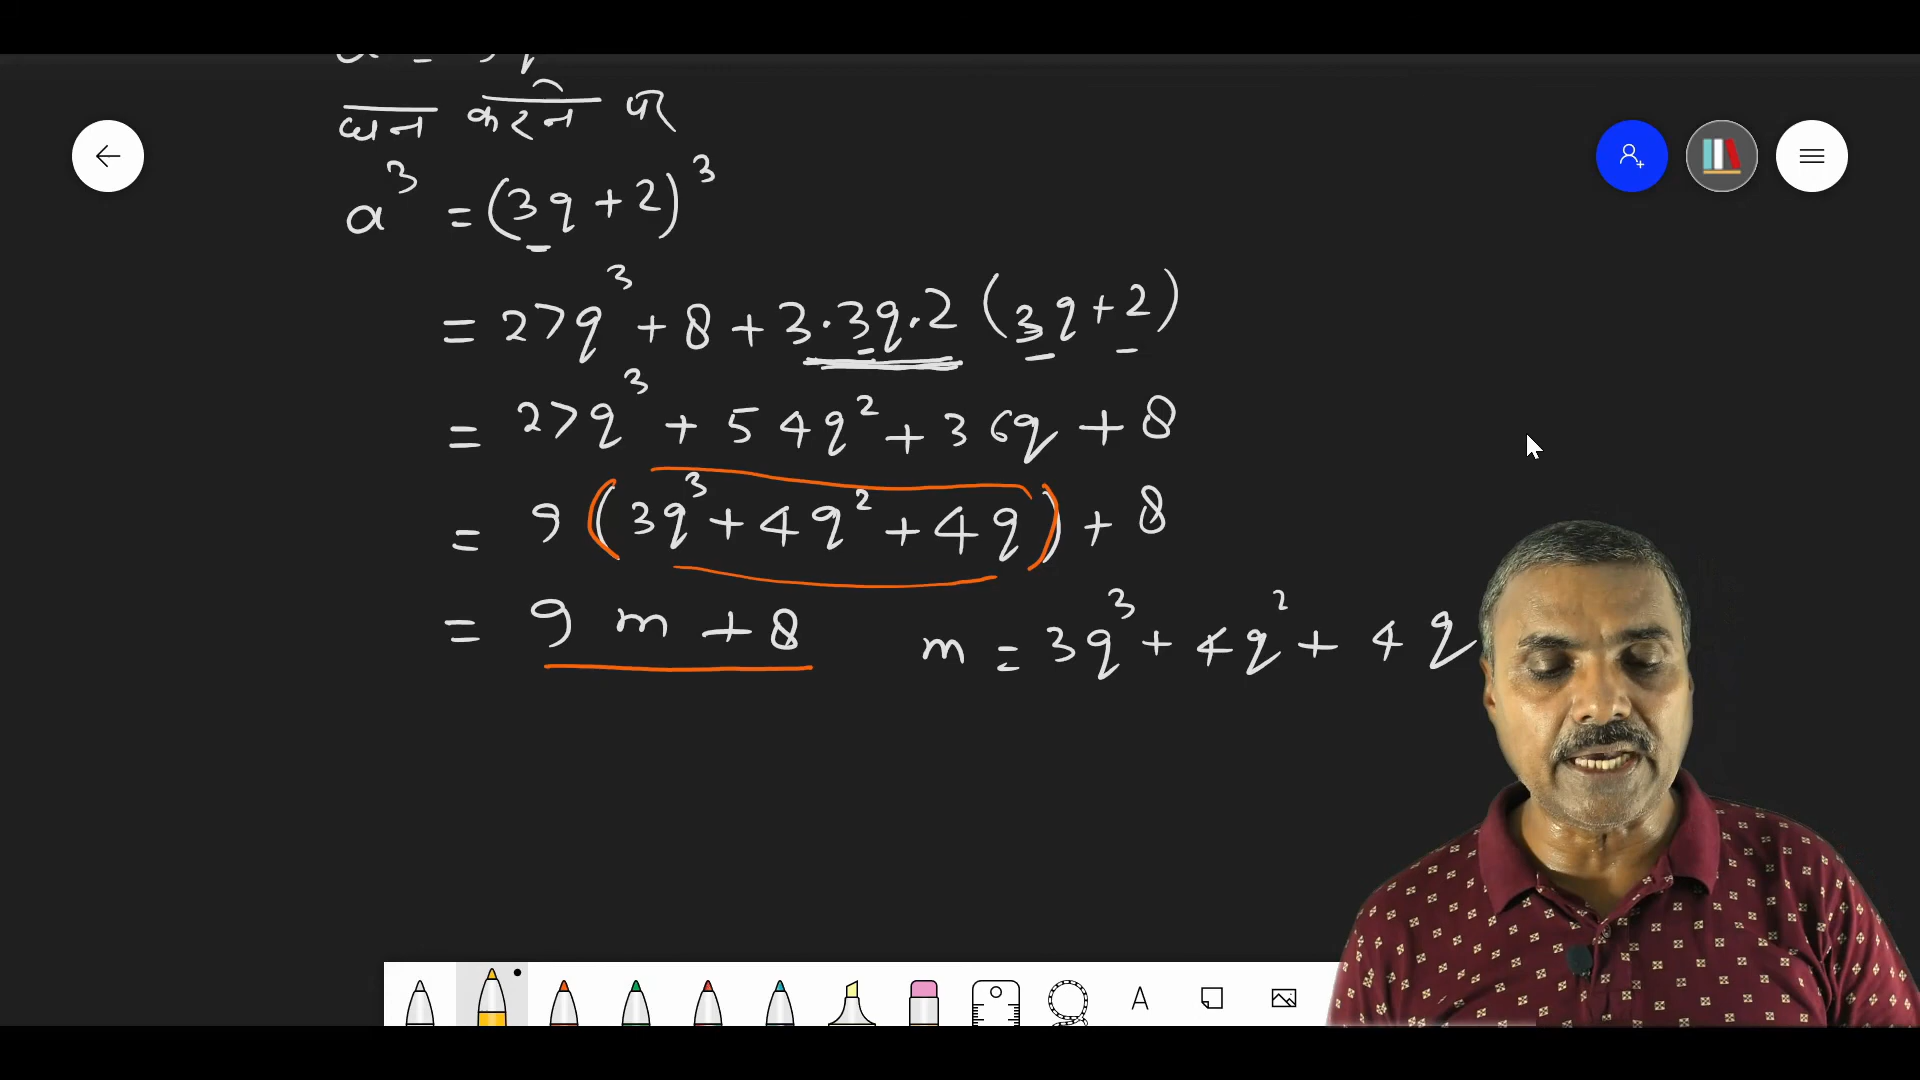 घन करने पर
a³ = (3q+2)³
= 27q³ + 8 + 3.3q.2 (3q+2)
= 27q³ + 54q² + 36q + 8
= 9 (3q³ + 4q² + 4q) + 8
= 9 m + 8 m = 3q³ + 4q² + 4q
A